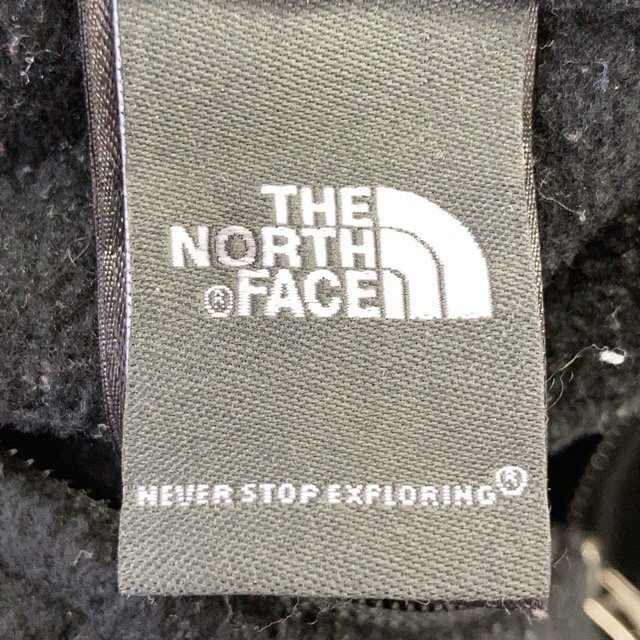 THE
NORTH
® FACE
NEVER STOP EXPLORING®